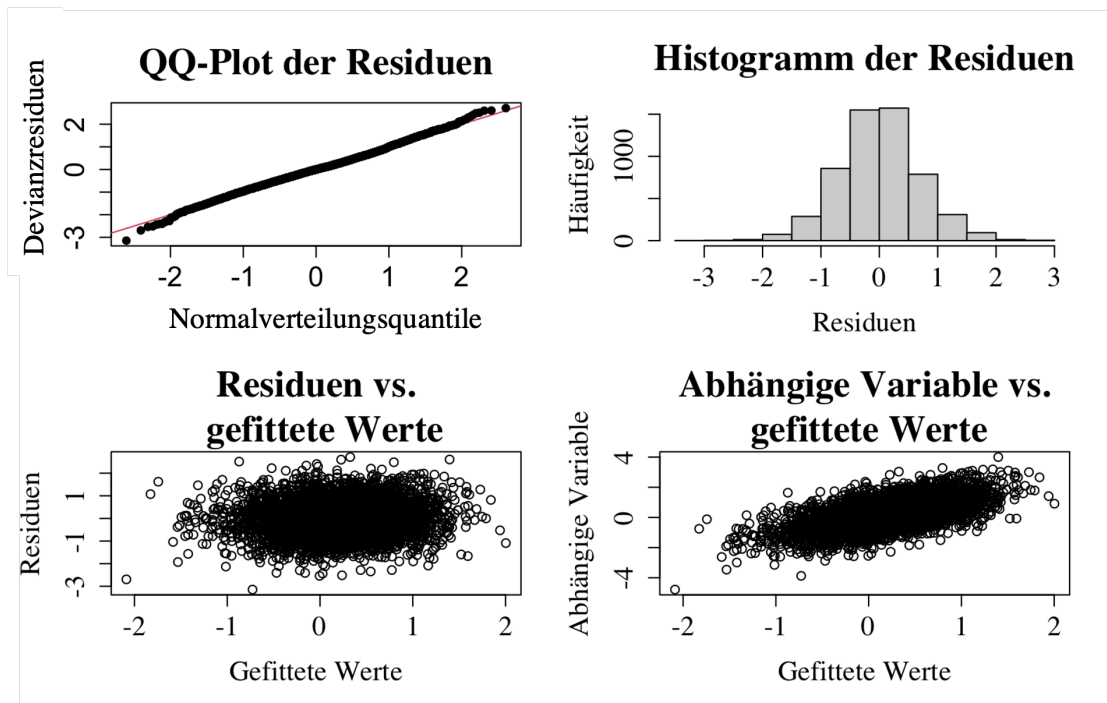 QQ-Plot der Residuen
Devianzresiduen
2
0
-3
-2 -1 0 1 2
Normalverteilungsquantile
Histogramm der Residuen
Häufigkeit
1000
0
-3 -2 -1 0 1 2 3
Residuen
Residuen vs.
gefittete Werte
Residuen
1
-1
-3
-2 -1 0 1 2
Gefittete Werte
Abhängige Variable vs.
gefittete Werte
Abhängige Variable
4
0
-4
-2 -1 0 1 2
Gefittete Werte